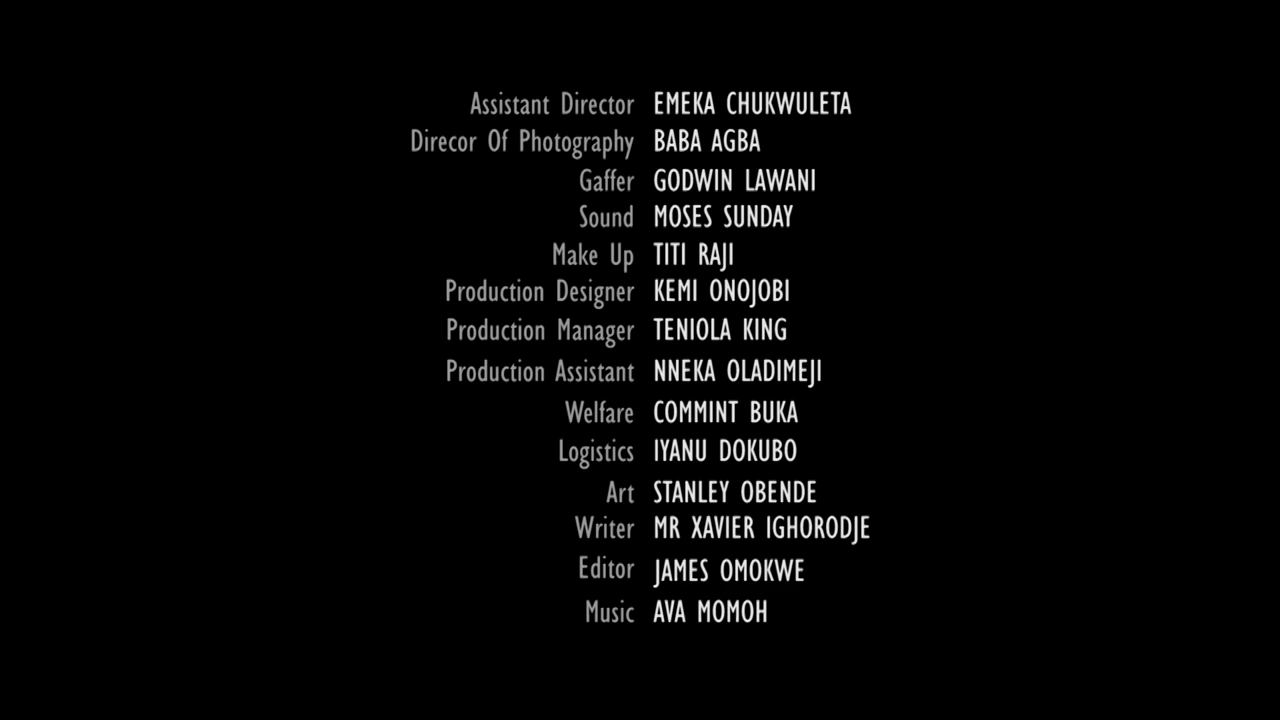 Assistant Director EMEKA CHUKWULETA
Direcor Of Photography BABA AGBA
Gaffer GODWIN LAWANI
Sound MOSES SUNDAY
Make Up TITI RAJI
Production Designer KEMI ONOJOBI
Production Manager TENIOLA KING
Production Assistant NNEKA OLADIMEJI
Welfare COMMINT BUKA
Logistics IYANU DOKUBO
Art STANLEY OBENDE
Writer MR XAVIER IGHORODJE
Editor JAMES OMOKWE
Music AVA MOMOH